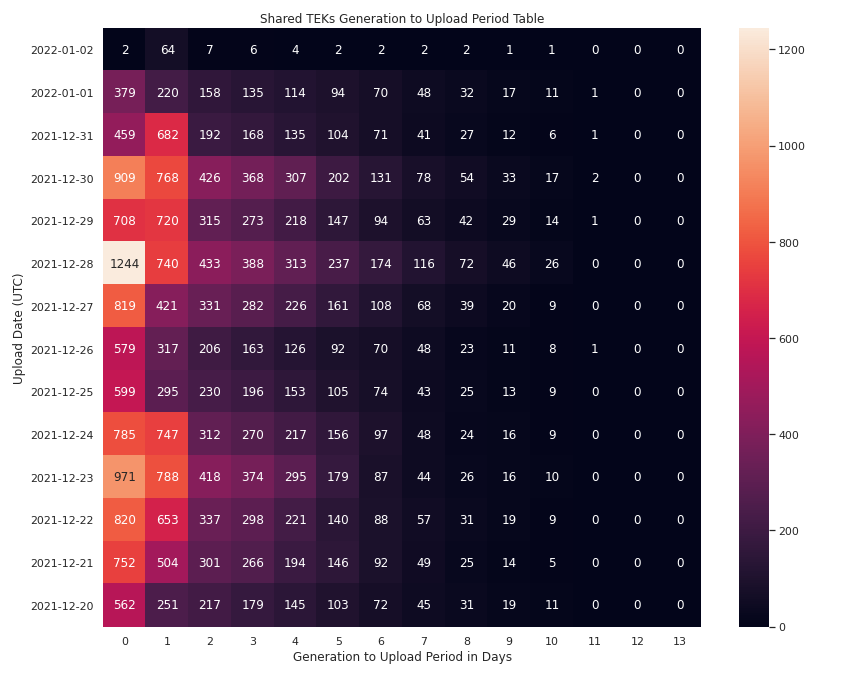 Shared TEKs Generation to Upload Period Table
2022-01-02 2 64 7 6 4 2 2 2 2 1 1 0 0 0
2022-01-01 379 220 158 135 114 94 70 48 32 17 11 1 0 0
2021-12-31 459 682 192 168 135 104 71 41 27 12 6 1 0 0
2021-12-30 909 768 426 368 307 202 131 78 54 33 17 2 0 0
2021-12-29 708 720 315 273 218 147 94 63 42 29 14 1 0 0
2021-12-28 1244 740 433 388 313 237 174 116 72 46 26 0 0 0
2021-12-27 819 421 331 282 226 161 108 68 39 20 9 0 0 0
2021-12-26 579 317 206 163 126 92 70 48 23 11 8 1 0 0
2021-12-25 599 295 230 196 153 105 74 43 25 13 9 0 0 0
2021-12-24 785 747 312 270 217 156 97 48 24 16 9 0 0 0
2021-12-23 971 788 418 374 295 179 87 44 26 16 10 0 0 0
2021-12-22 820 653 337 298 221 140 88 57 31 19 9 0 0 0
2021-12-21 752 504 301 266 194 146 92 49 25 14 5 0 0 0
2021-12-20 562 251 217 179 145 103 72 45 31 19 11 0 0 0
0 1 2 3 4 5 6 7 8 9 10 11 12 13
Generation to Upload Period in Days
Upload Date (UTC)
1200
1000
800
600
400
200
0